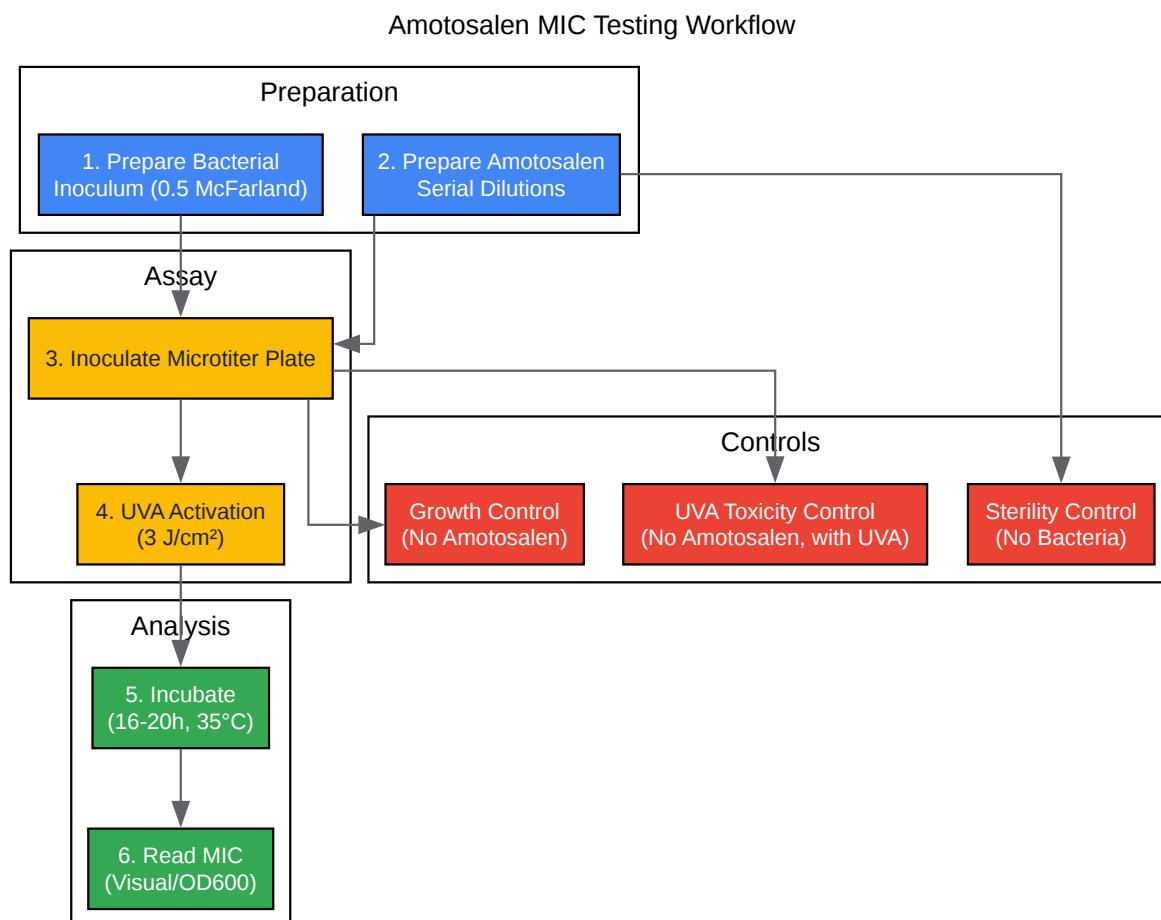 Amotosalen MIC Testing Workflow
Preparation
1. Prepare Bacterial
Inoculum (0.5 McFarland)
2. Prepare Amotosalen
Serial Dilutions
Assay
3. Inoculate Microtiter Plate
4. UVA Activation
(3 J/cm²)
Controls
Growth Control
(No Amotosalen)
UVA Toxicity Control
(No Amotosalen, with UVA)
Sterility Control
(No Bacteria)
Analysis
5. Incubate
(16-20h, 35°C)
6. Read MIC
(Visual/OD600)